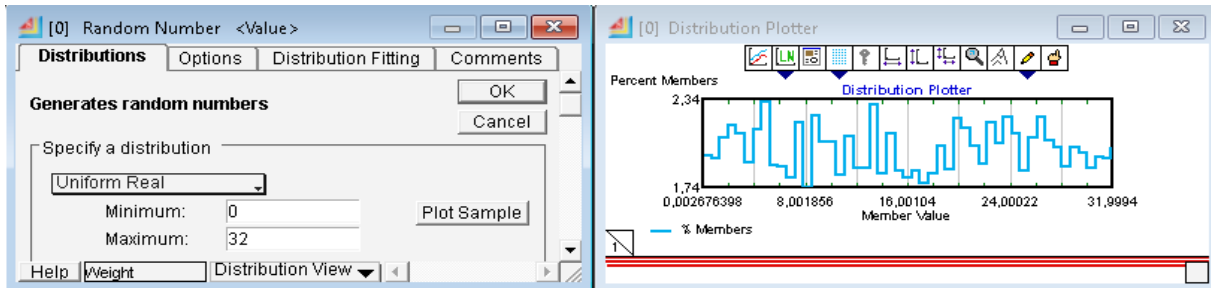 [0] Random Number <Value>
Distributions Options Distribution Fitting Comments
Generates random numbers
OK
Cancel
Specify a distribution
Uniform Real
Minimum: 0
Maximum: 32
Plot Sample
Help Weight Distribution View
[0] Distribution Plotter
LN
Percent Members
Distribution Plotter
2,34
1,74
0,002676398 8,001856 16,00104 24,00022 31,9994
Member Value
% Members
1